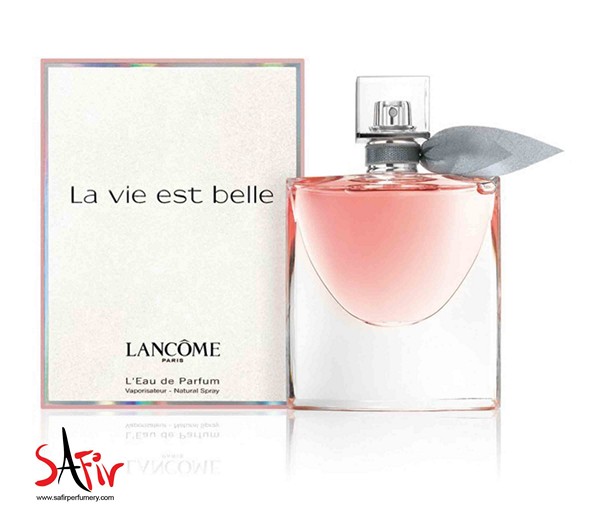 La vie est belle
LANCÔME
PARIS
L'Eau de Parfum
Vaporisateur - Natural Spray
SAFir
www.safirperfumery.com